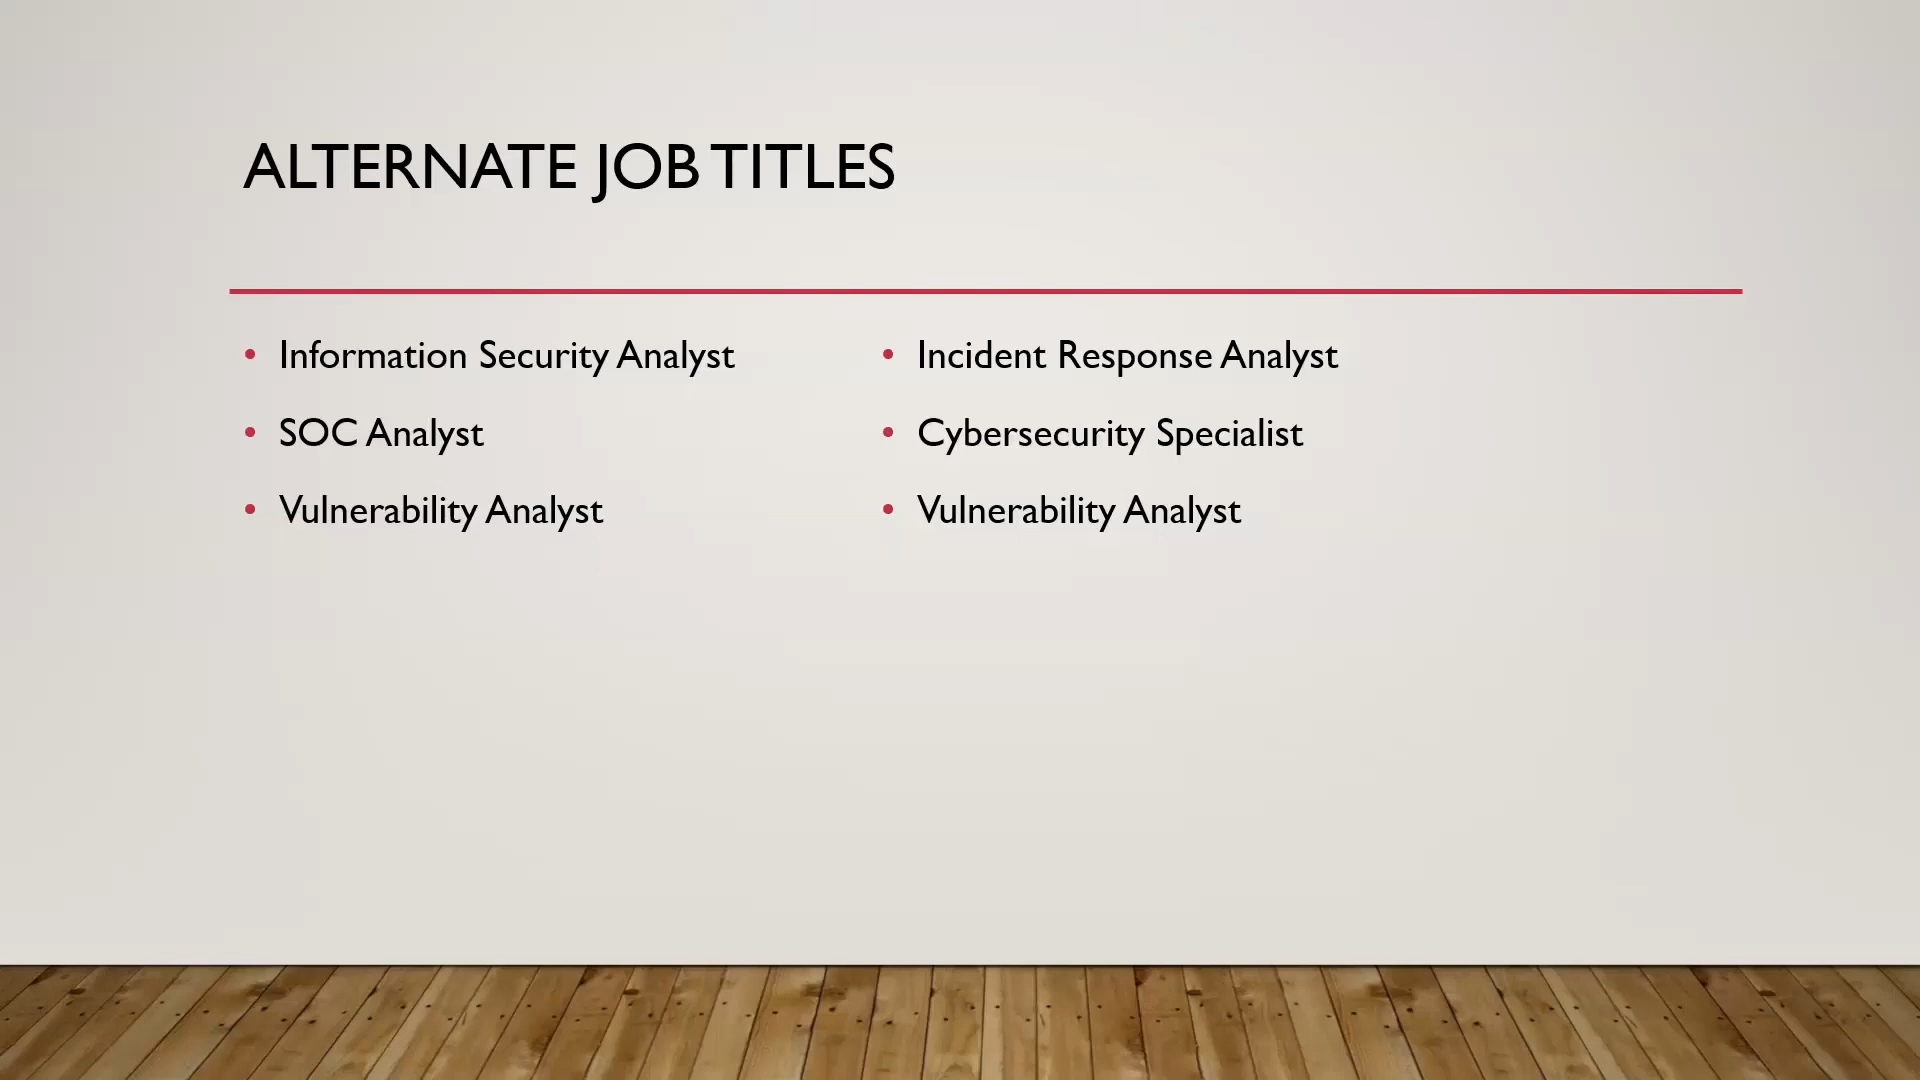 ALTERNATE JOB TITLES
• Information Security Analyst
• SOC Analyst
• Vulnerability Analyst
• Incident Response Analyst
• Cybersecurity Specialist
• Vulnerability Analyst